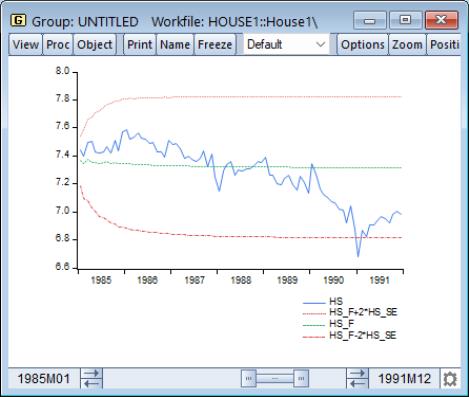 Group: UNTITLED Workfile: HOUSE1::House1\
View Proc Object Print Name Freeze Default Options Zoom Positi
8.0
7.8
7.6
7.4
7.2
7.0
6.8
6.6
1985 1986 1987 1988 1989 1990 1991
HS
HS_F+2*HS_SE
HS_F
HS_F-2*HS_SE
1985M01 1991M12